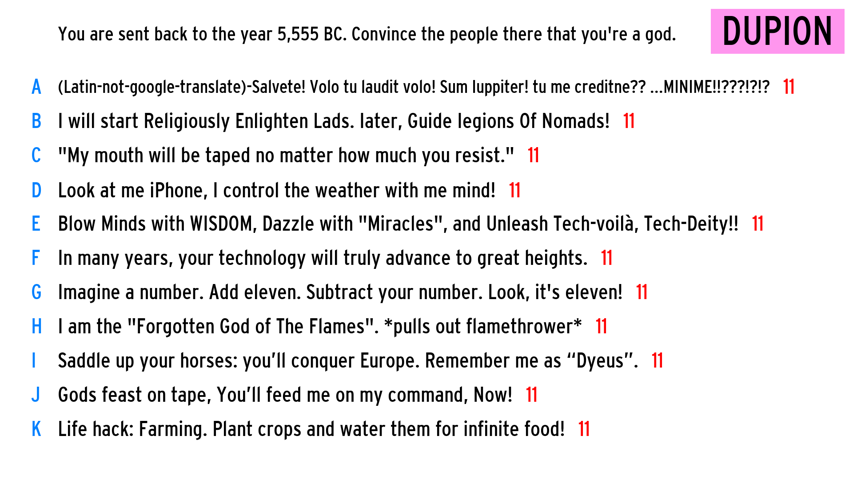 You are sent back to the year 5,555 BC. Convince the people there that you're a god.
DUPION
A (Latin-not-google-translate)-Salvete! Volo tu laudit volo! Sum Iuppiter! tu me creditne?? ...MINIME!!???!?!? 11
B I will start Religiously Enlighten Lads. later, Guide legions Of Nomads! 11
C "My mouth will be taped no matter how much you resist." 11
D Look at me iPhone, I control the weather with me mind! 11
E Blow Minds with WISDOM, Dazzle with "Miracles", and Unleash Tech-voilà, Tech-Deity!! 11
F In many years, your technology will truly advance to great heights. 11
G Imagine a number. Add eleven. Subtract your number. Look, it's eleven! 11
H I am the "Forgotten God of The Flames". *pulls out flamethrower* 11
I Saddle up your horses: you’ll conquer Europe. Remember me as “Dyeus”. 11
J Gods feast on tape, You’ll feed me on my command, Now! 11
K Life hack: Farming. Plant crops and water them for infinite food! 11